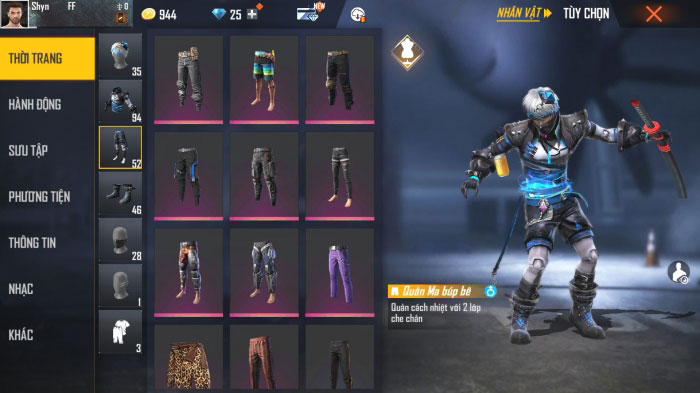 Shyn FF
0
944
25
NEW
NHÂN VẬT
TÙY CHỌN
THỜI TRANG
HÀNH ĐỘNG
SƯU TẬP
PHƯƠNG TIỆN
THÔNG TIN
NHẠC
KHÁC
35
94
52
46
28
1
3
Quần Ma búp bê
Quần cách nhiệt với 2 lớp
che chắn